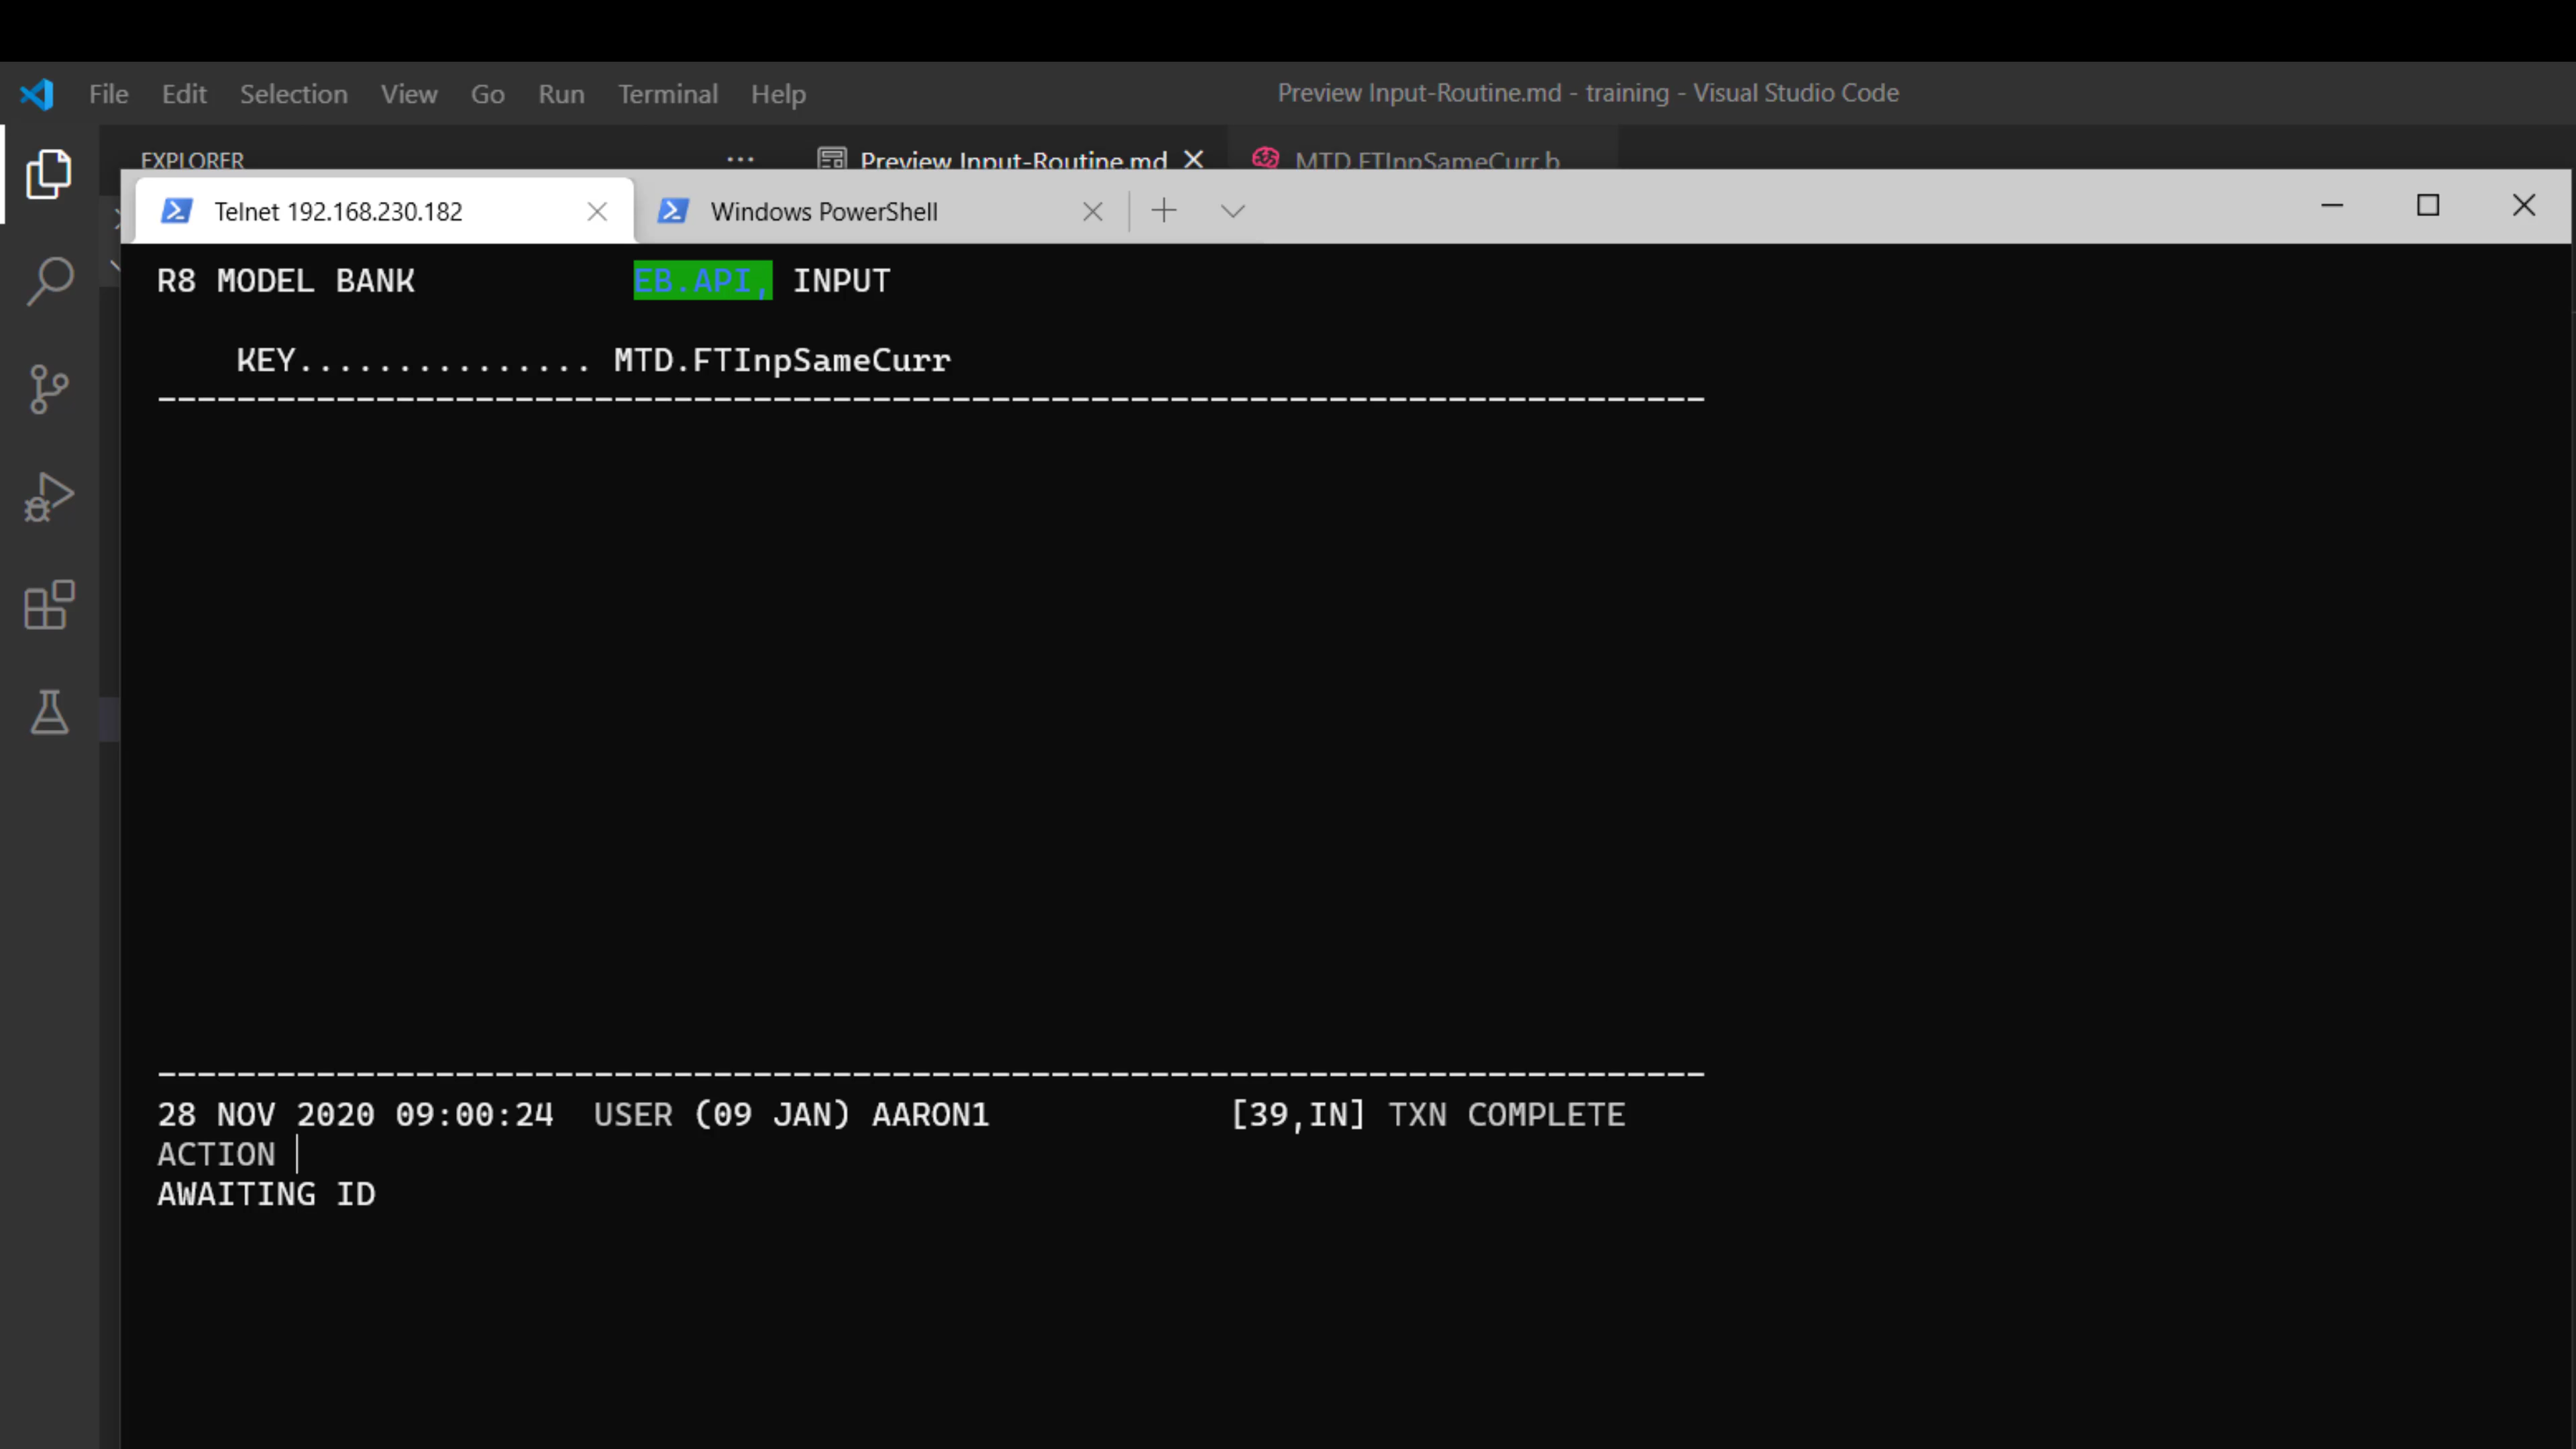 File Edit Selection View Go Run Terminal Help Preview Input-Routine.md - training - Visual Studio Code
EXPLORER ... Preview Input-Routine.md MTD.FTInpSameCurr.b
Telnet 192.168.230.182 Windows PowerShell
R8 MODEL BANK EB.API, INPUT
KEY............... MTD.FTInpSameCurr
------------------------------------------------------------------------------
------------------------------------------------------------------------------
28 NOV 2020 09:00:24 USER (09 JAN) AARON1 [39,IN] TXN COMPLETE
ACTION
AWAITING ID